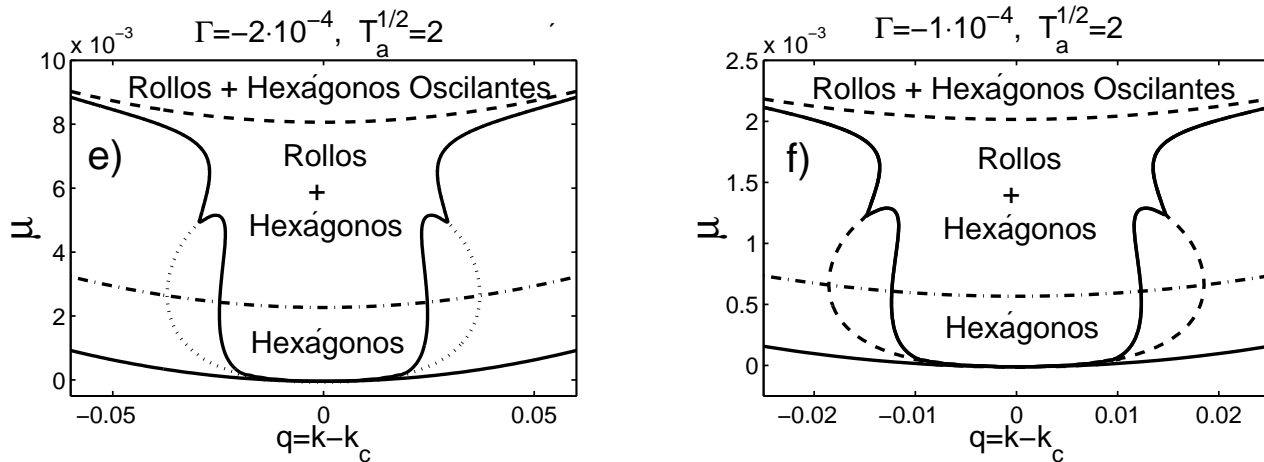 Γ=−2·10⁻⁴, Tₐ^1/2=2
x 10⁻³
10
8
6
4
2
0
μ
e)
Rollos + Hexágonos Oscilantes
Rollos
+
Hexágonos
Hexágonos
−0.05 0 0.05
q=k−k_c
Γ=−1·10⁻⁴, Tₐ^1/2=2
x 10⁻³
2.5
2
1.5
1
0.5
0
μ
f)
Rollos + Hexágonos Oscilantes
Rollos
+
Hexágonos
Hexágonos
−0.02 −0.01 0 0.01 0.02
q=k−k_c